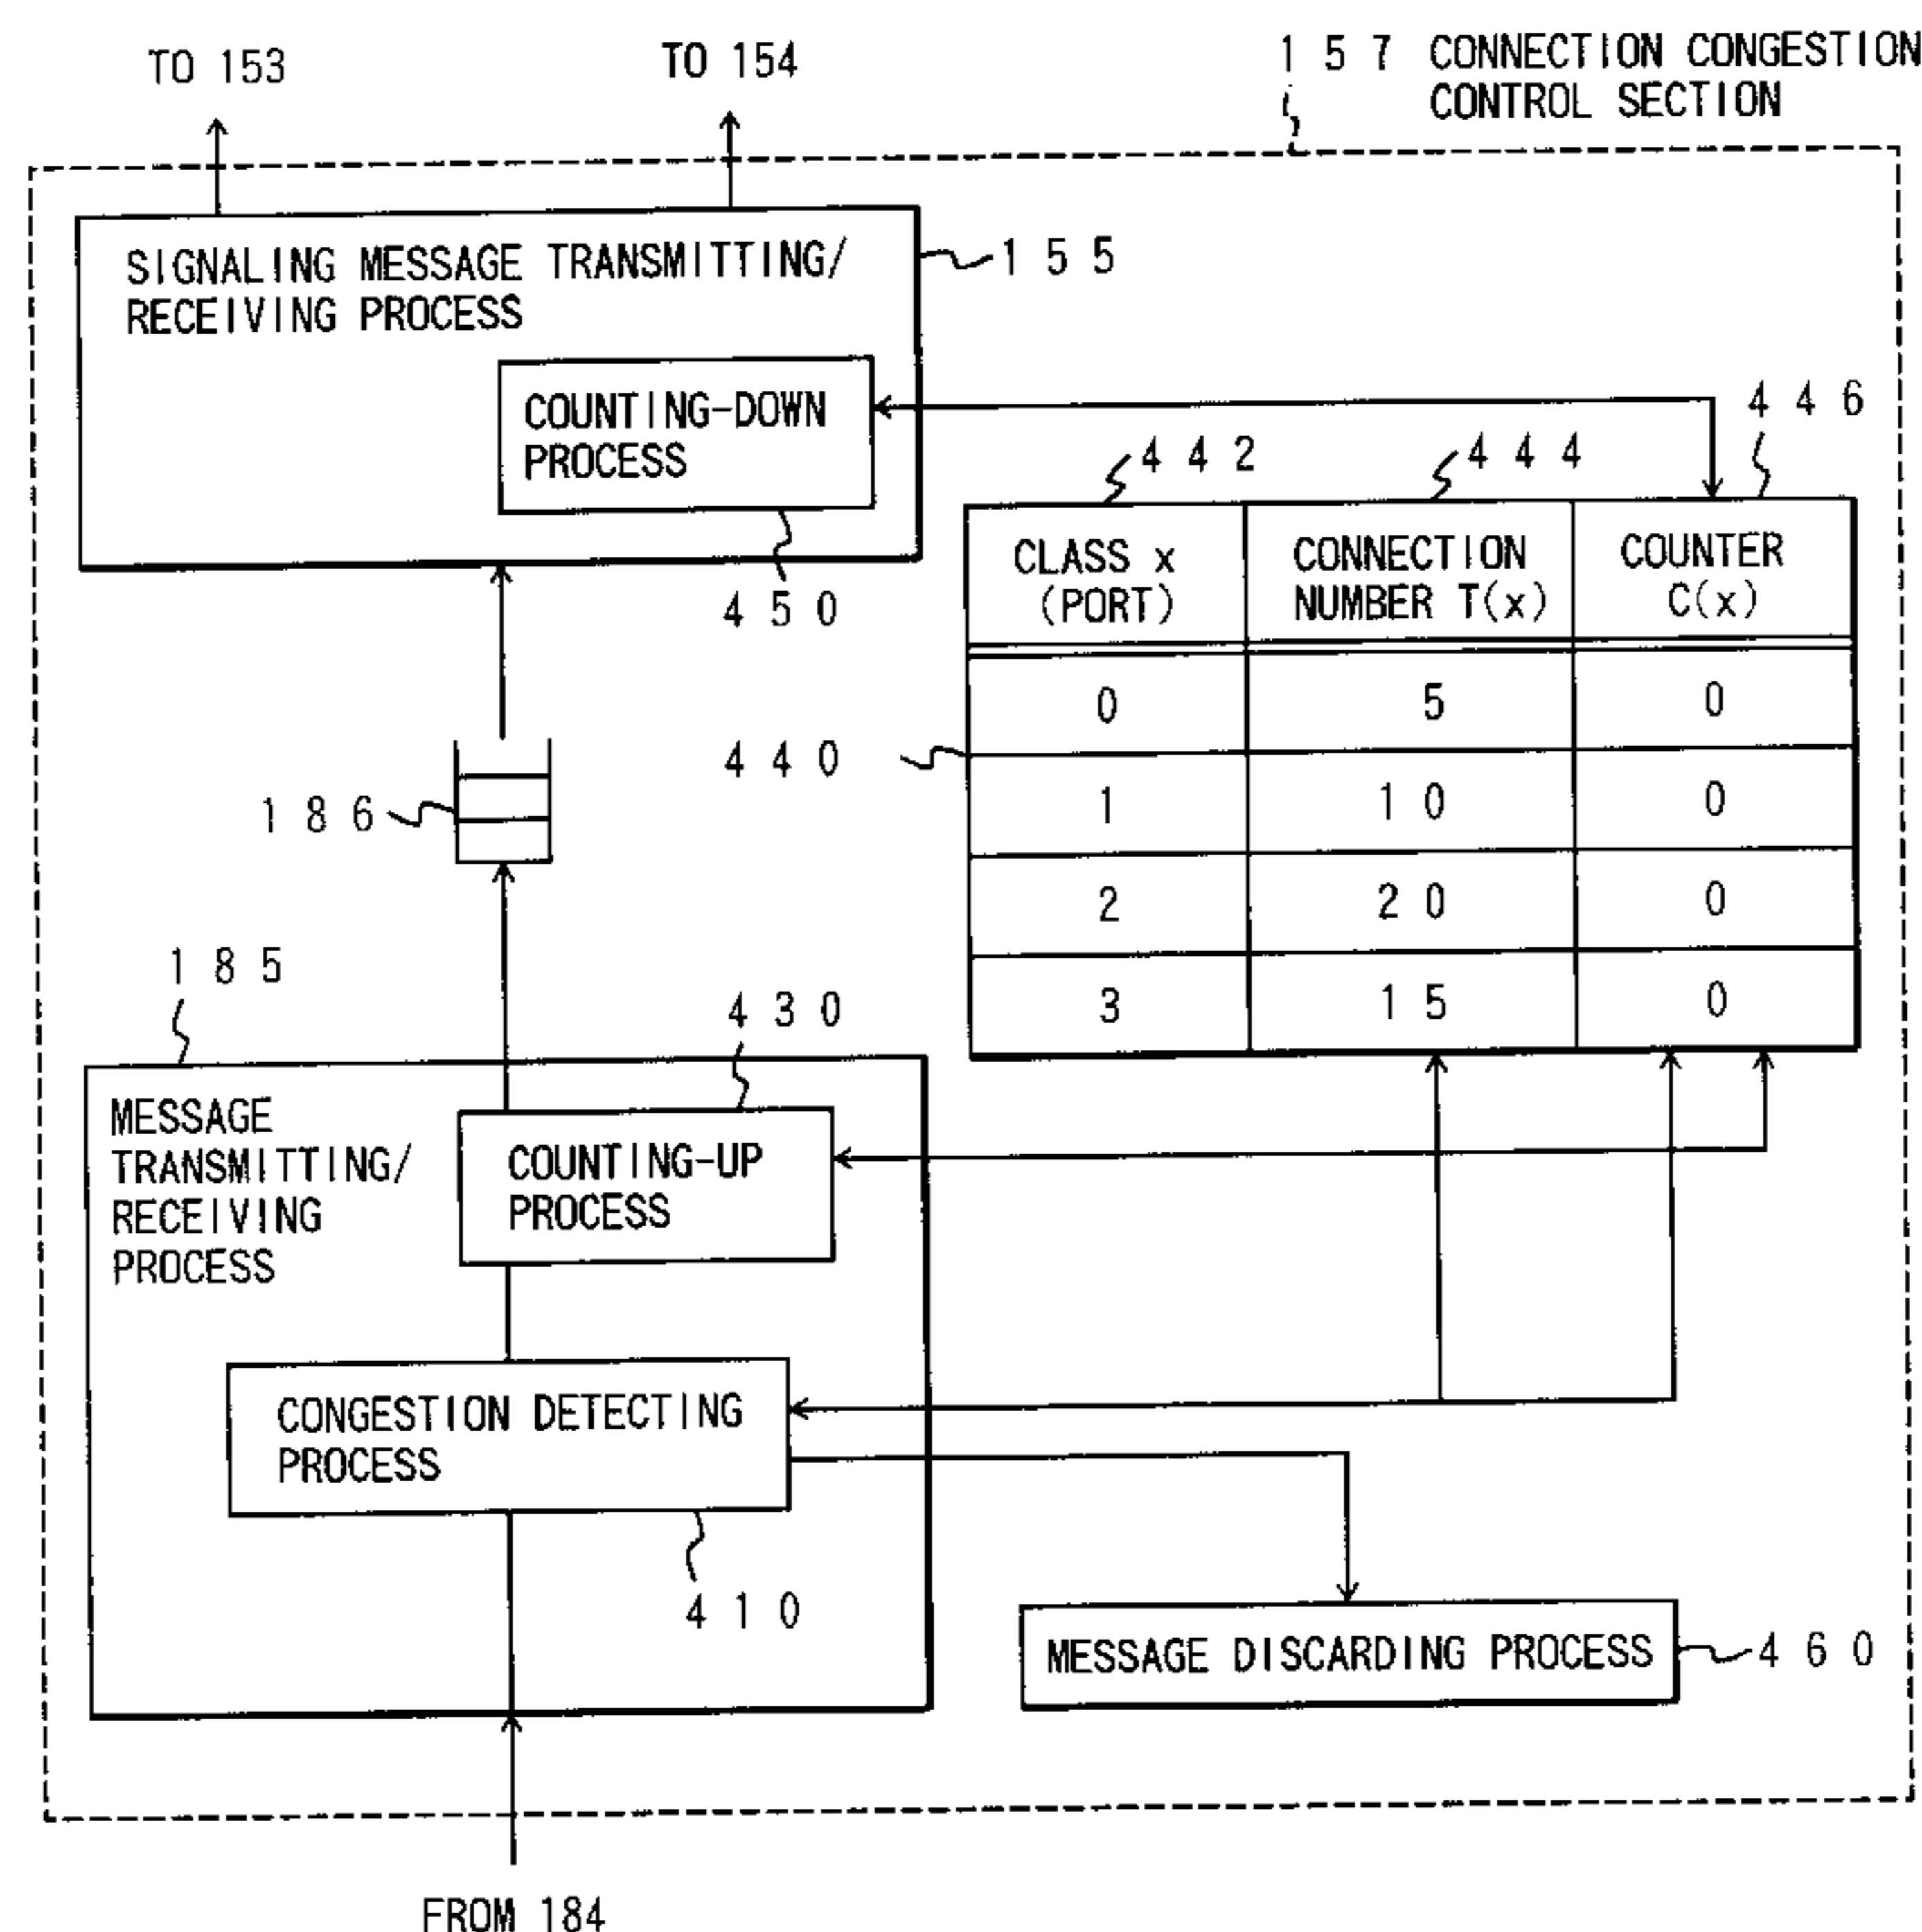 TO 153
TO 154
157 CONNECTION CONGESTION
CONTROL SECTION
SIGNALING MESSAGE TRANSMITTING/
RECEIVING PROCESS
155
COUNTING-DOWN
PROCESS
450
442
444
446
CLASS x
(PORT)
CONNECTION
NUMBER T(x)
COUNTER
C(x)
0 5 0
1 10 0
2 20 0
3 15 0
440
186
185
430
MESSAGE
TRANSMITTING/
RECEIVING
PROCESS
COUNTING-UP
PROCESS
CONGESTION DETECTING
PROCESS
410
MESSAGE DISCARDING PROCESS
460
FROM 184